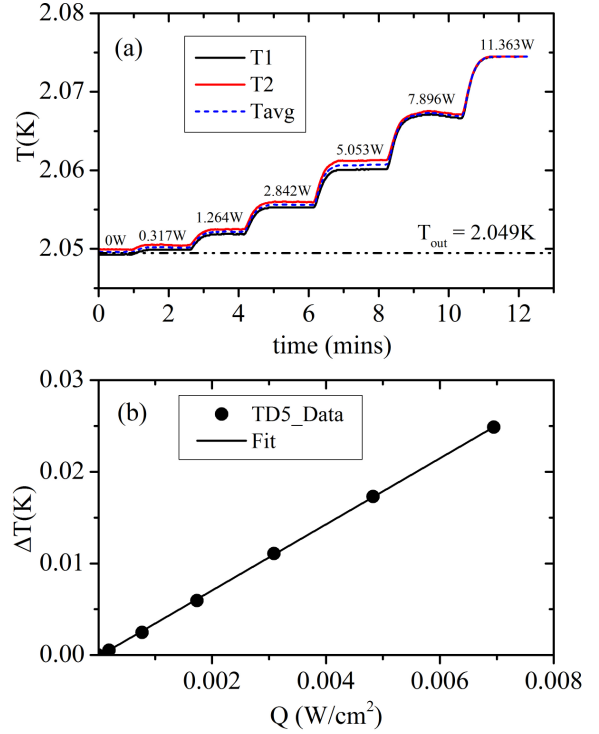 2.08
(a)
T1
T2
Tavg
11.363W
7.896W
5.053W
2.842W
1.264W
0.317W
0W
T_out = 2.049K
2.07
2.06
2.05
T(K)
0 2 4 6 8 10 12
time (mins)
0.03
(b)
TD5_Data
Fit
0.02
0.01
0.00
ΔT(K)
0.002 0.004 0.006 0.008
Q (W/cm²)